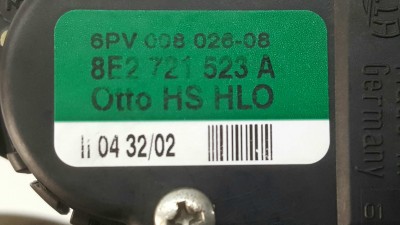 6PV 008 026-08
8E2 721 523 A
Otto HS HLO
li 04 32/02
Germany G